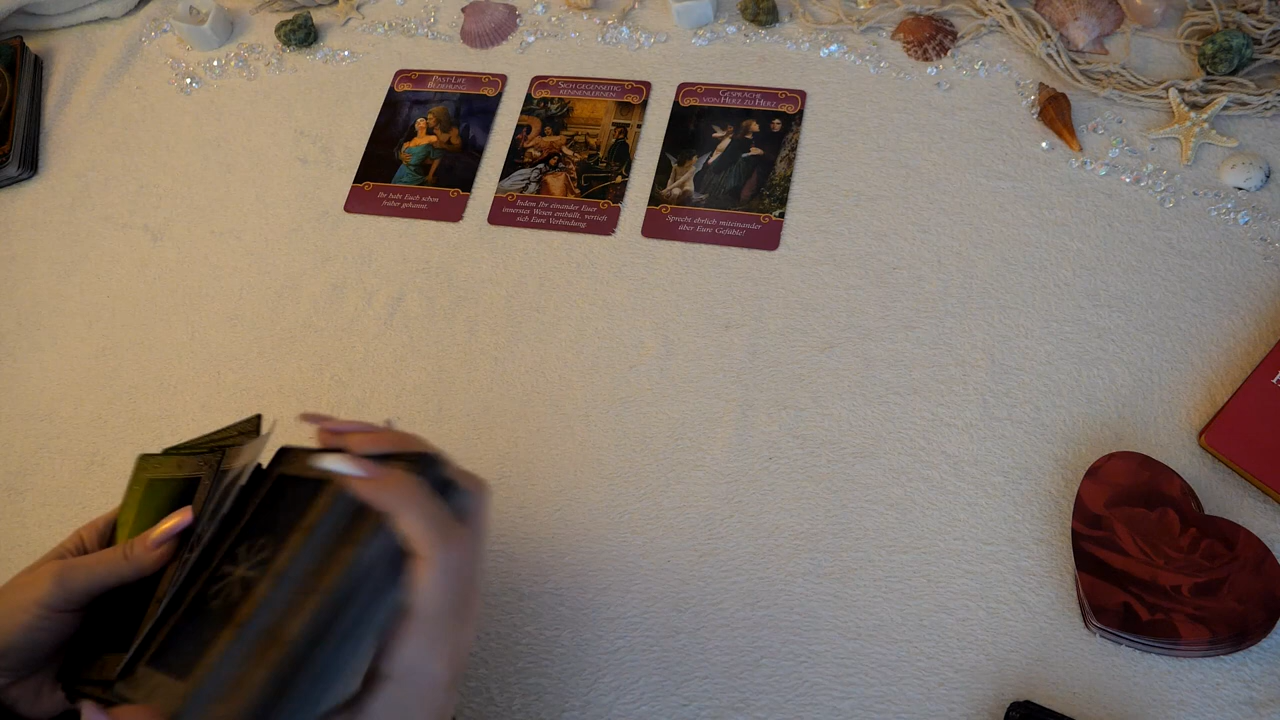 PAST-LIFE
BEZIEHUNG
Ihr habt Euch schon
früher gekannt.
SICH GEGENSEITIG
KENNENLERNEN
Indem Ihr einander Euer
innerstes Wesen enthüllt, vertieft
sich Eure Verbindung
GESPRÄCHE
VON HERZ ZU HERZ
Sprecht ehrlich miteinander
über Eure Gefühle!